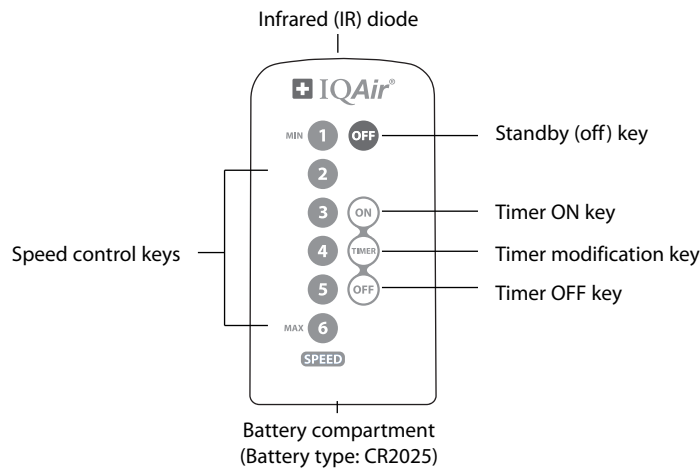 Infrared (IR) diode
IQAir®
MIN 1 OFF
Standby (off) key
2
3 ON
Timer ON key
Speed control keys
4 TIMER
Timer modification key
5 OFF
Timer OFF key
MAX 6
SPEED
Battery compartment
(Battery type: CR2025)